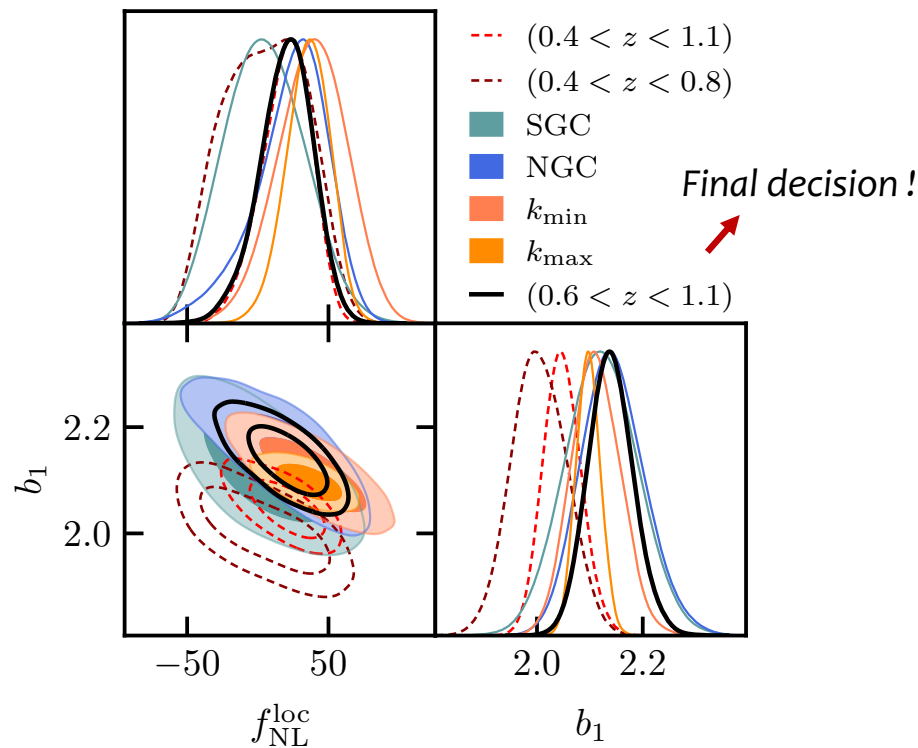 (0.4 < z < 1.1)
(0.4 < z < 0.8)
SGC
NGC
k_min
k_max
(0.6 < z < 1.1)
Final decision !
2.2
2.0
b_1
−50
50
f_NL^loc
2.0
2.2
b_1